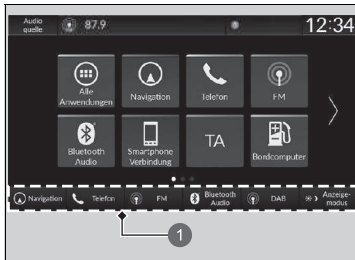 Audio
quelle
87.9
12:34
Alle
Anwendungen
Navigation
Telefon
FM
Bluetooth
Audio
Smartphone
Verbindung
TA
Bordcomputer
Navigation
Telefon
FM
Bluetooth
Audio
DAB
Anzeige-
modus
1